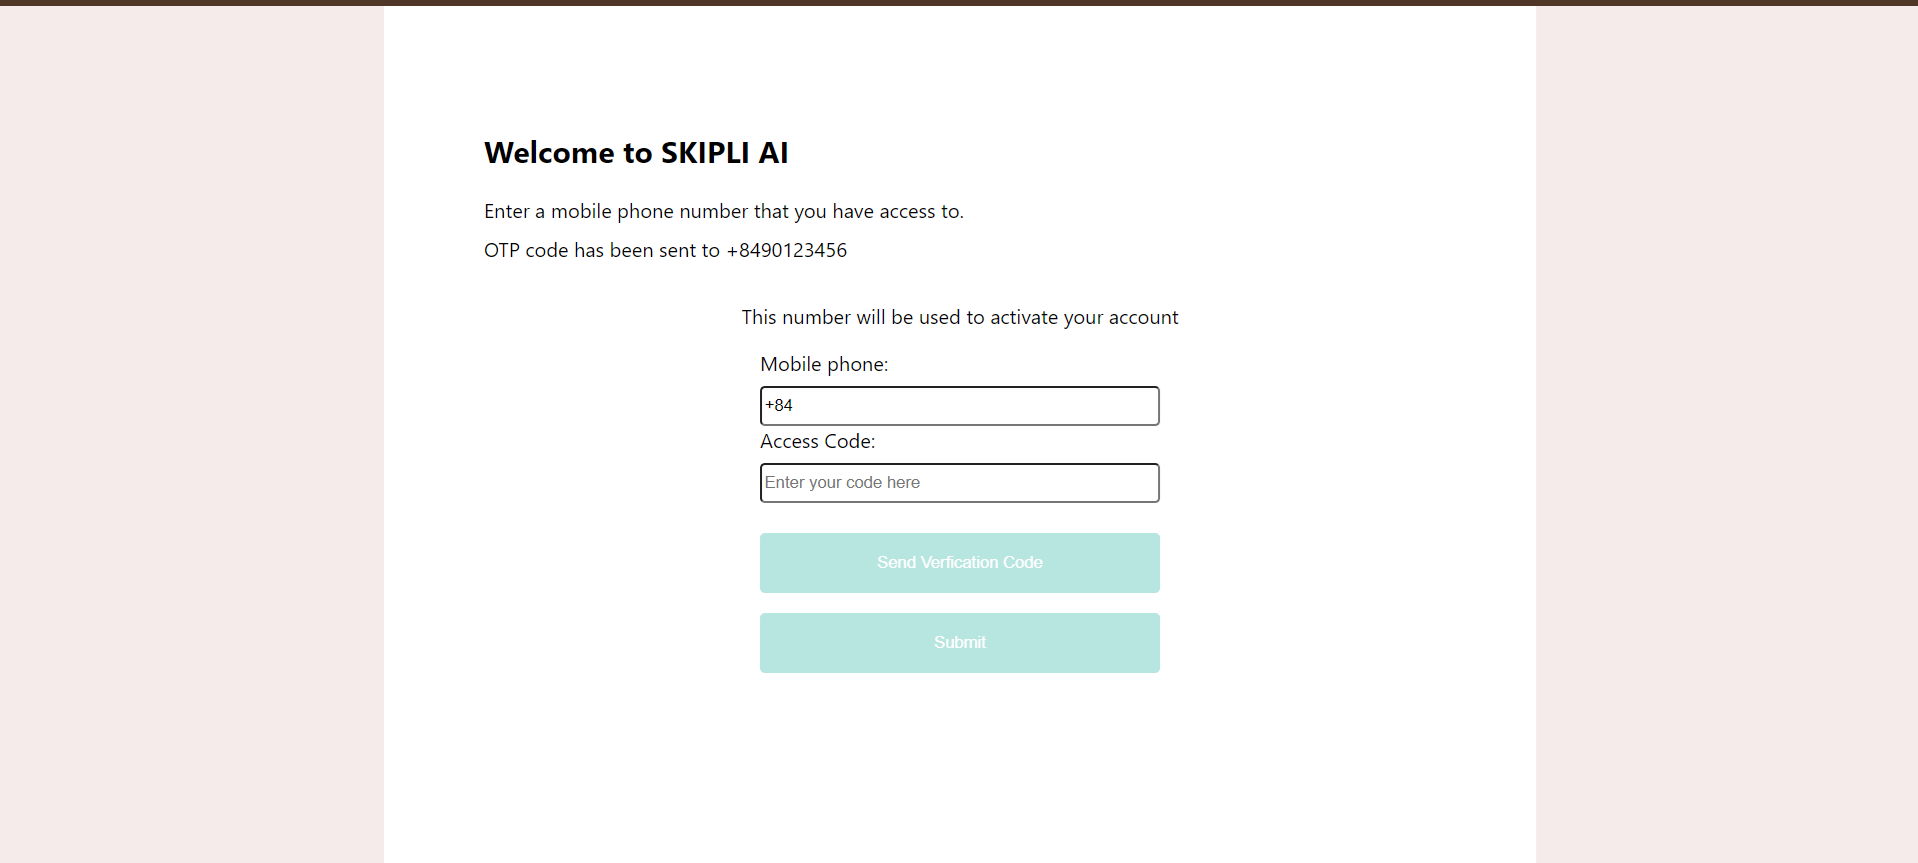 Welcome to SKIPLI AI
Enter a mobile phone number that you have access to.
OTP code has been sent to +8490123456
This number will be used to activate your account
Mobile phone:
+84
Access Code:
Enter your code here
Send Verfication Code
Submit